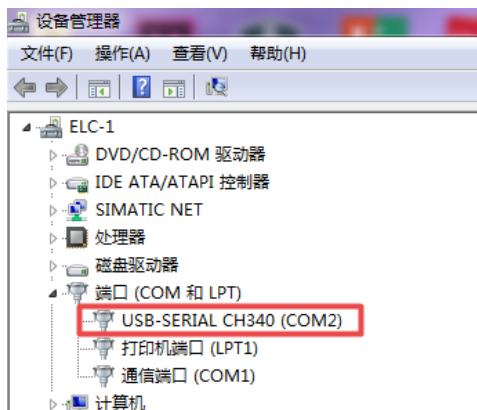 设备管理器
文件(F) 操作(A) 查看(V) 帮助(H)
ELC-1
DVD/CD-ROM 驱动器
IDE ATA/ATAPI 控制器
SIMATIC NET
处理器
磁盘驱动器
端口 (COM 和 LPT)
USB-SERIAL CH340 (COM2)
打印机端口 (LPT1)
通信端口 (COM1)
计算机